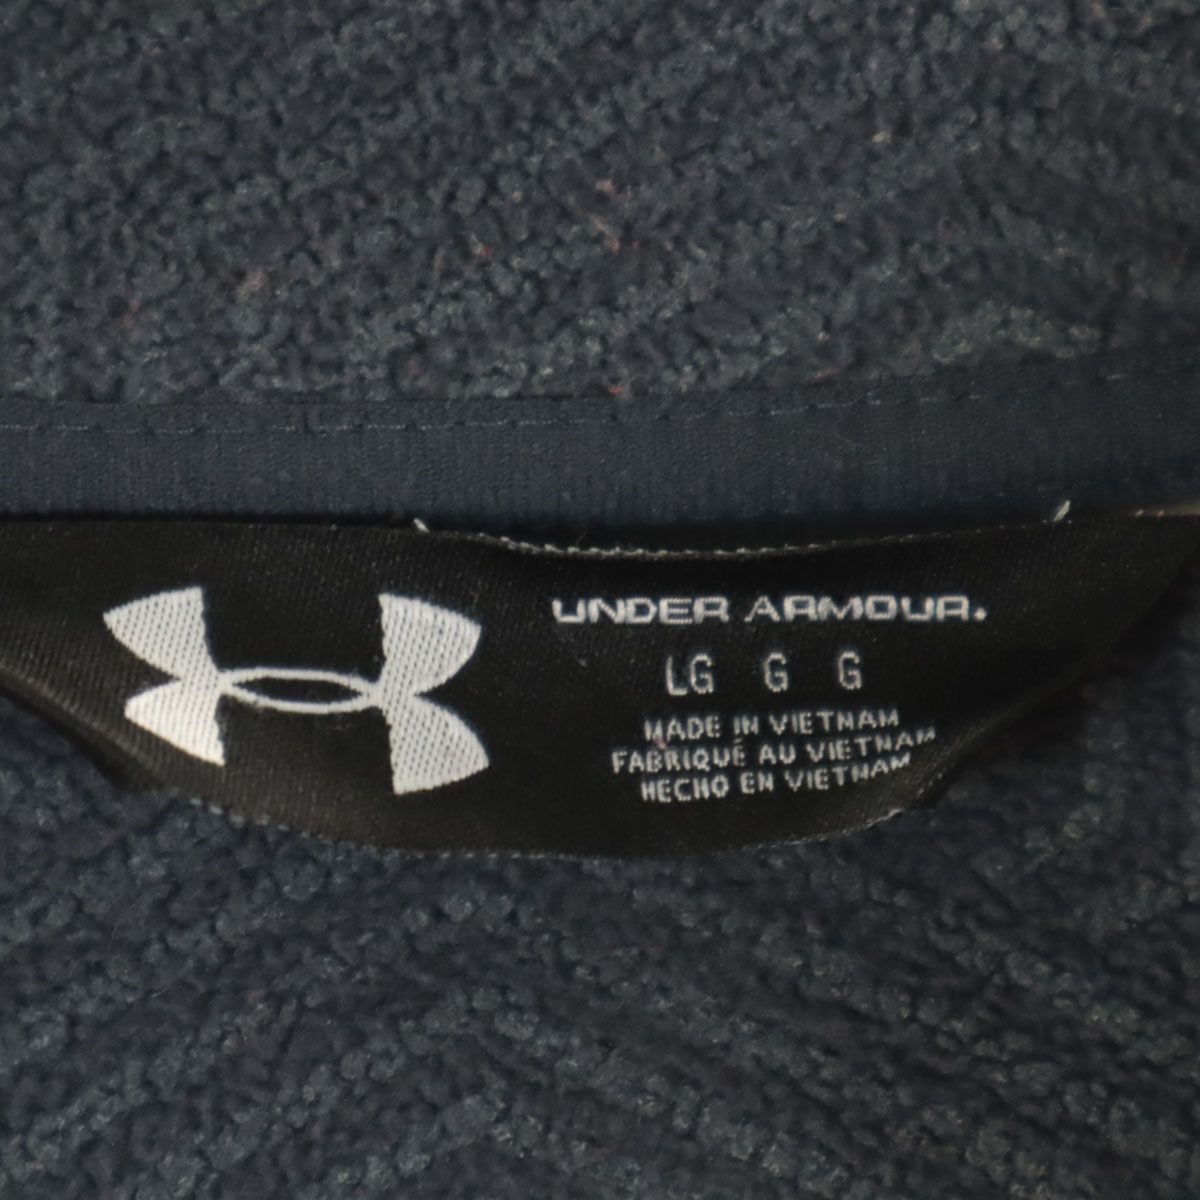 UNDER ARMOUR.
LG G G
MADE IN VIETNAM
FABRIQUÉ AU VIETNAM
HECHO EN VIETNAM